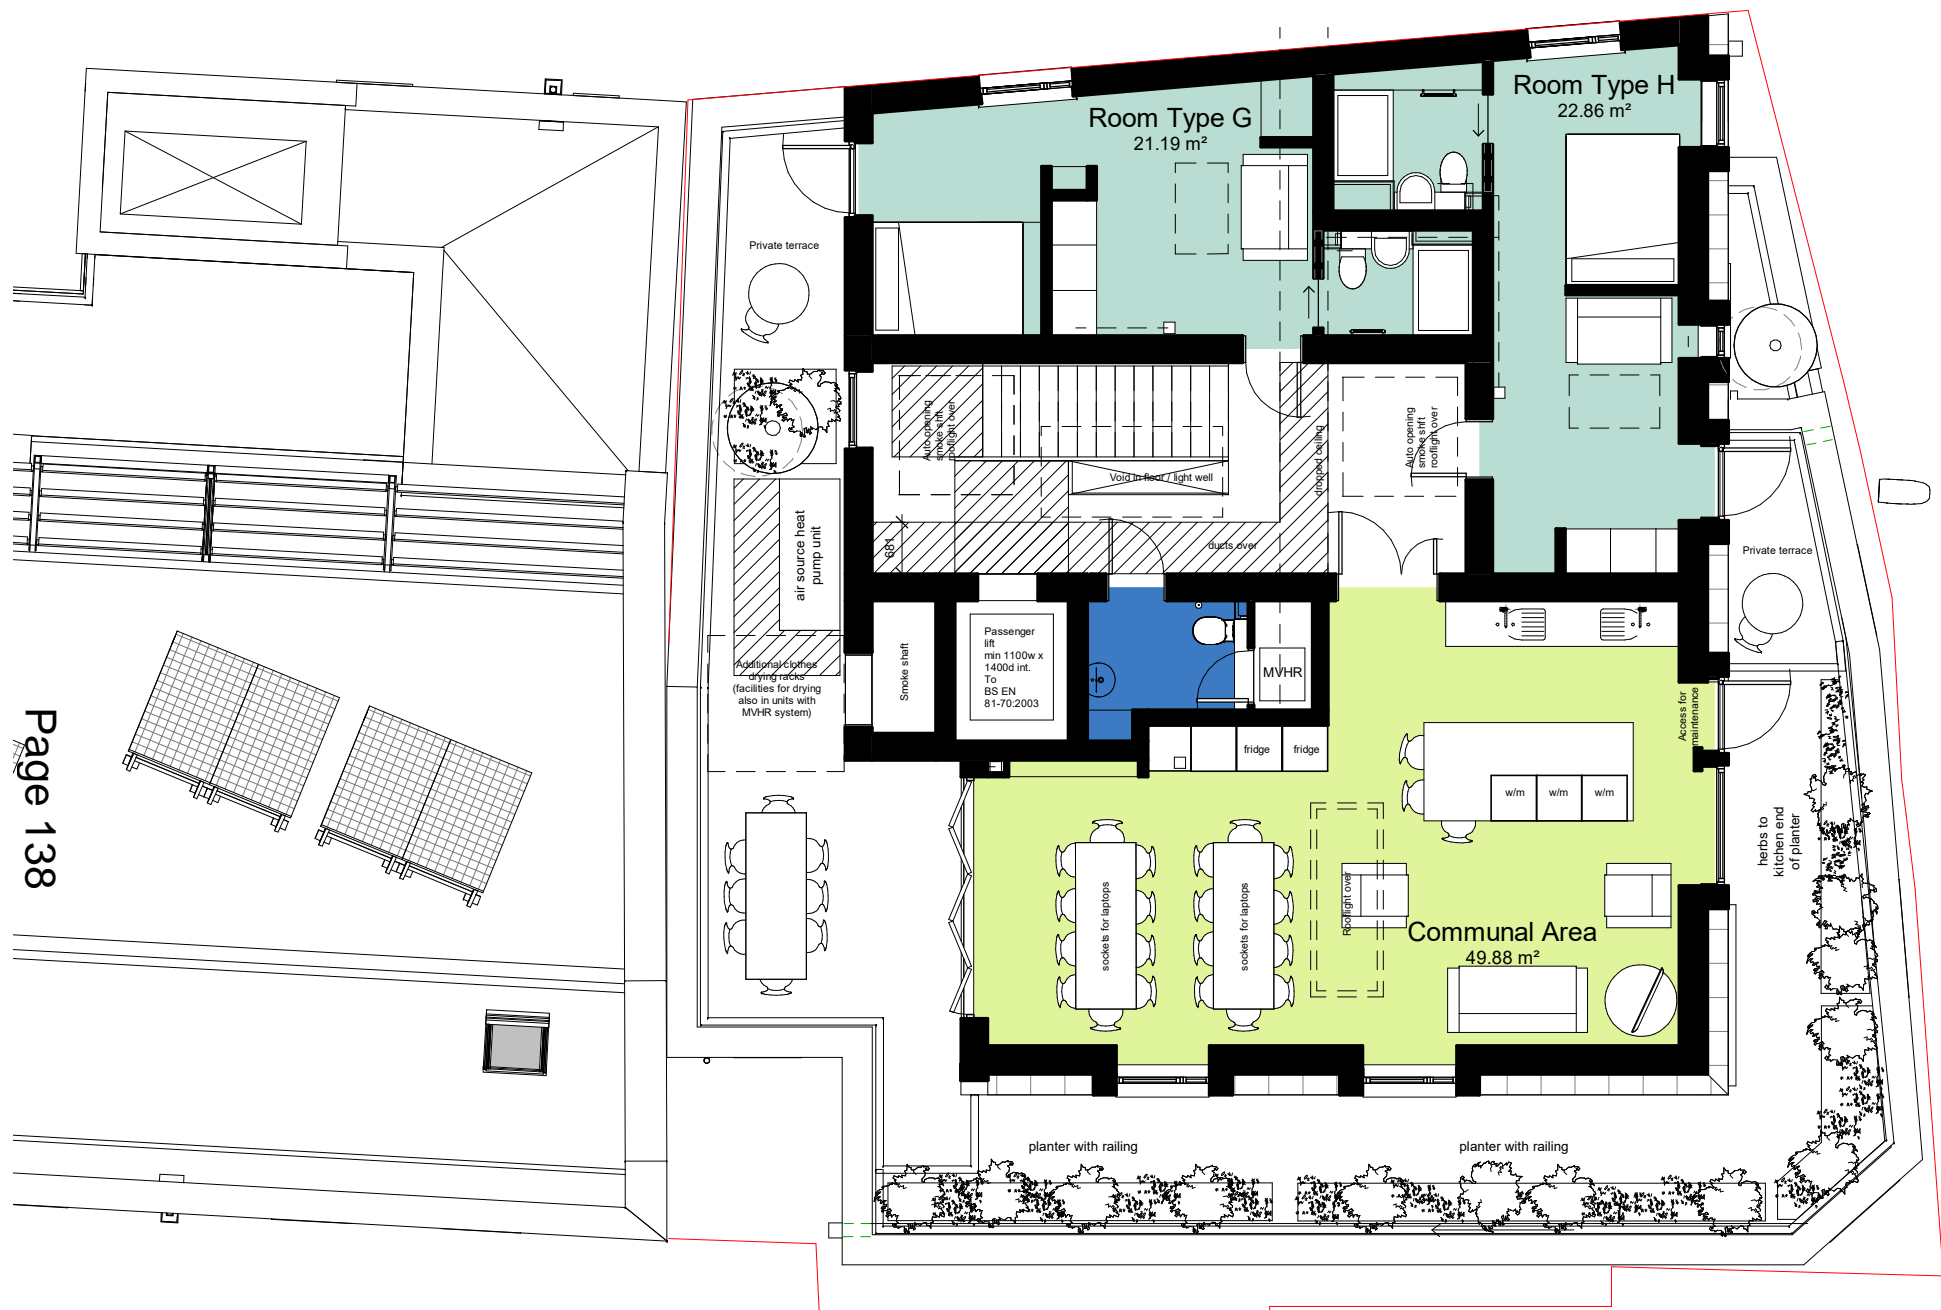 Room Type H
22.86 m²
Room Type G
21.19 m²
Private terrace
Auto opening
smoke shft
rooflight over
Auto opening
smoke shft
rooflight over
dropped ceiling
Void in floor / light well
ducts over
681
air source heat
pump unit
Private terrace
Passenger
lift
min 1100w x
1400d int.
To
BS EN
81-70:2003
Smoke shaft
MVHR
Additional clothes
drying racks
(facilities for drying
also in units with
MVHR system)
Access for
maintenance
fridge
fridge
w/m
w/m
w/m
herbs to
kitchen end
of planter
Page 138
sockets for laptops
sockets for laptops
Rooflight over
Communal Area
49.88 m²
planter with railing
planter with railing